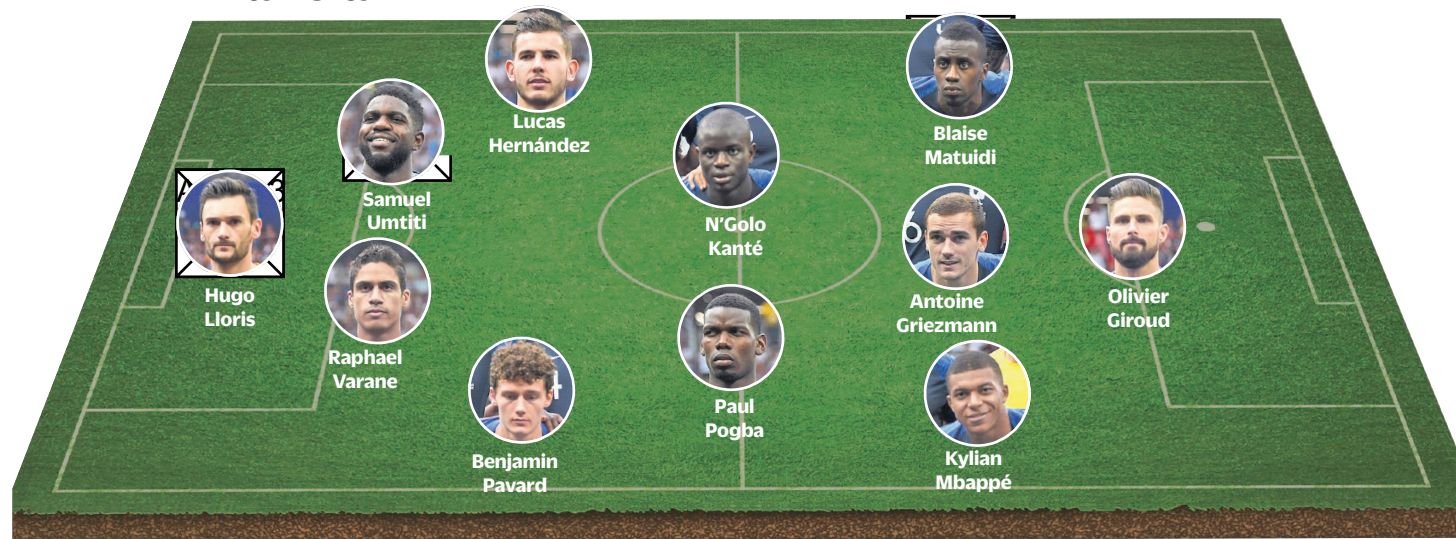 Lucas
Hernández
Blaise
Matuidi
Samuel
Umtiti
N’Golo
Kanté
Hugo
Lloris
Antoine
Griezmann
Olivier
Giroud
Raphael
Varane
Paul
Pogba
Benjamin
Pavard
Kylian
Mbappé